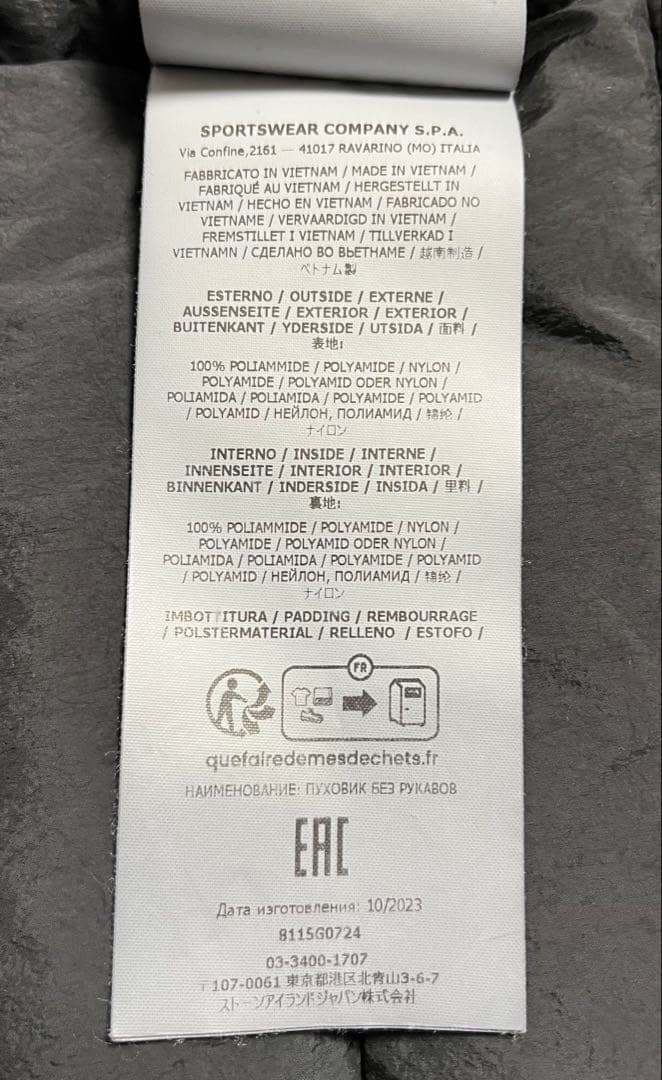 SPORTSWEAR COMPANY S.P.A.
Via Confine,2161 — 41017 RAVARINO (MO) ITALIA
FABBRICATO IN VIETNAM / MADE IN VIETNAM /
FABRIQUÉ AU VIETNAM / HERGESTELLT IN
VIETNAM / HECHO EN VIETNAM / FABRICADO NO
VIETNAME / VERVAARDIGD IN VIETNAM /
FREMSTILLET I VIETNAM / TILLVERKAD I
VIETNAMN / СДЕЛАНО ВО ВЬЕТНАМЕ / 越南制造 /
ベトナム製
ESTERNO / OUTSIDE / EXTERNE /
AUSSENSEITE / EXTERIOR / EXTERIOR /
BUITENKANT / YDERSIDE / UTSIDA / 面料 /
表地:
100% POLIAMMIDE / POLYAMIDE / NYLON /
POLYAMIDE / POLYAMID ODER NYLON /
POLIAMIDA / POLIAMIDA / POLYAMIDE / POLYAMID
/ POLYAMID / НЕЙЛОН, ПОЛИАМИД / 锦纶 /
ナイロン
INTERNO / INSIDE / INTERNE /
INNENSEITE / INTERIOR / INTERIOR /
BINNENKANT / INDERSIDE / INSIDA / 里料 /
裏地:
100% POLIAMMIDE / POLYAMIDE / NYLON /
POLYAMIDE / POLYAMID ODER NYLON /
POLIAMIDA / POLIAMIDA / POLYAMIDE / POLYAMID
/ POLYAMID / НЕЙЛОН, ПОЛИАМИД / 锦纶 /
ナイロン
IMBOTTITURA / PADDING / REMBOURRAGE
/ POLSTERMATERIAL / RELLENO / ESTOFO /
FR
quefairedemesdechets.fr
НАИМЕНОВАНИЕ: ПУХОВИК БЕЗ РУКАВОВ
EAC
Дата изготовления: 10/2023
8115G0724
03-3400-1707
〒107-0061 東京都港区北青山3-6-7
ストーンアイランドジャパン株式会社